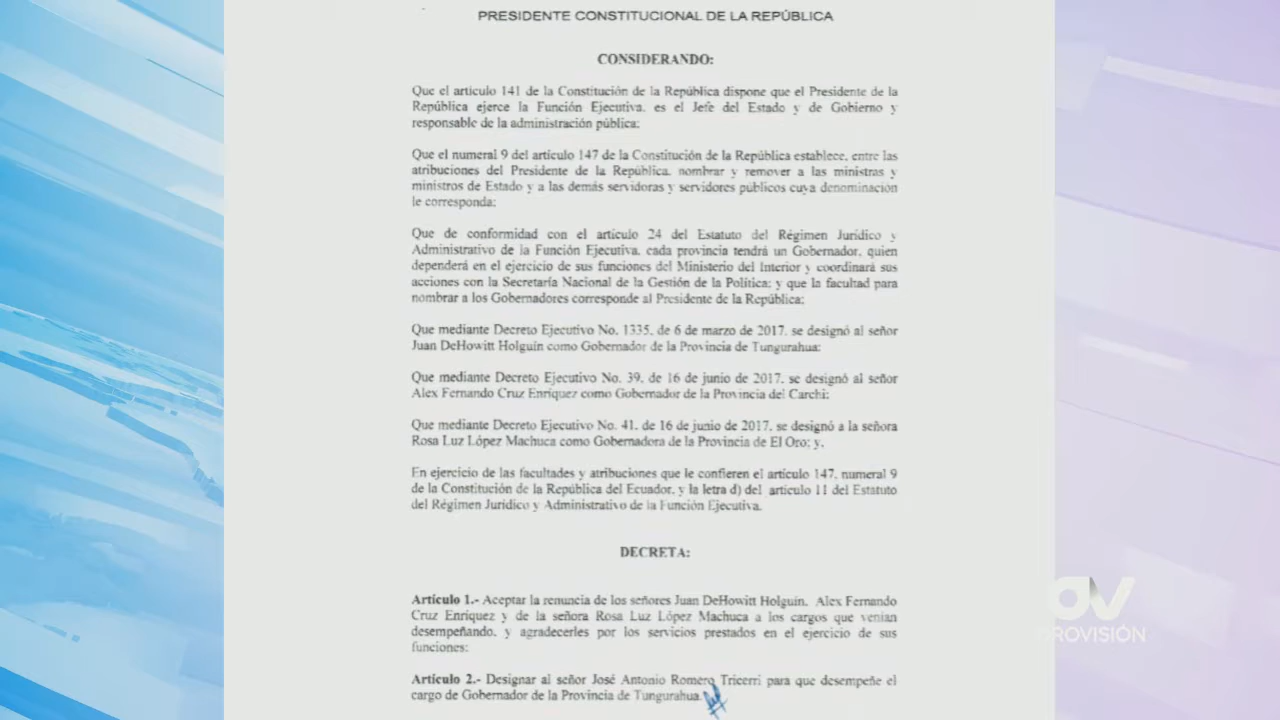 PRESIDENTE CONSTITUCIONAL DE LA REPÚBLICA
CONSIDERANDO:
Que el artículo 141 de la Constitución de la República dispone que el Presidente de la
República ejerce la Función Ejecutiva, es el Jefe del Estado y de Gobierno y
responsable de la administración pública;
Que el numeral 9 del artículo 147 de la Constitución de la República establece, entre las
atribuciones del Presidente de la República, nombrar y remover a las ministras y
ministros de Estado y a las demás servidoras y servidores públicos cuya denominación
le corresponda;
Que de conformidad con el artículo 24 del Estatuto del Régimen Jurídico y
Administrativo de la Función Ejecutiva, cada provincia tendrá un Gobernador, quien
dependerá en el ejercicio de sus funciones del Ministerio del Interior y coordinará sus
acciones con la Secretaría Nacional de la Gestión de la Política; y que la facultad para
nombrar a los Gobernadores corresponde al Presidente de la República;
Que mediante Decreto Ejecutivo No. 1335, de 6 de marzo de 2017, se designó al señor
Juan DeHowitt Holguín como Gobernador de la Provincia de Tungurahua;
Que mediante Decreto Ejecutivo No. 39, de 16 de junio de 2017, se designó al señor
Alex Fernando Cruz Enríquez como Gobernador de la Provincia del Carchi;
Que mediante Decreto Ejecutivo No. 41, de 16 de junio de 2017, se designó a la señora
Rosa Luz López Machuca como Gobernadora de la Provincia de El Oro; y,
En ejercicio de las facultades y atribuciones que le confieren el artículo 147, numeral 9
de la Constitución de la República del Ecuador, y la letra d) del artículo 11 del Estatuto
del Régimen Jurídico y Administrativo de la Función Ejecutiva,
DECRETA:
Artículo 1.- Aceptar la renuncia de los señores Juan DeHowitt Holguín, Alex Fernando
Cruz Enríquez y de la señora Rosa Luz López Machuca a los cargos que venían
desempeñando, y agradecerles por los servicios prestados en el ejercicio de sus
funciones;
Artículo 2.- Designar al señor José Antonio Romero Tricerri para que desempeñe el
cargo de Gobernador de la Provincia de Tungurahua.
OROVISIÓN